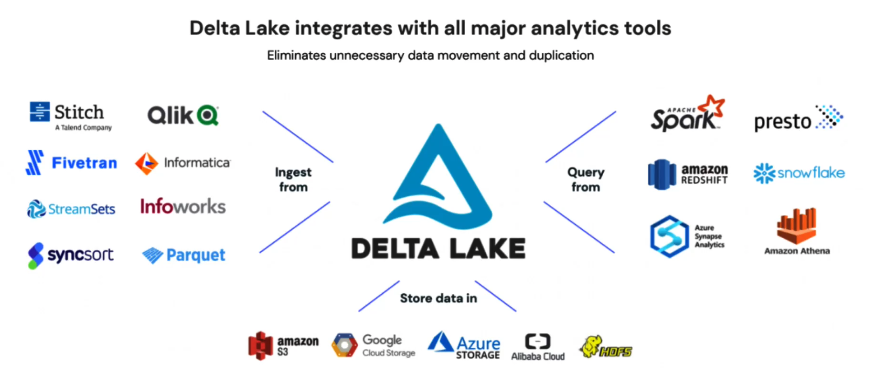 Delta Lake integrates with all major analytics tools
Eliminates unnecessary data movement and duplication
Stitch
A Talend Company
Qlik
Fivetran
Informatica
StreamSets
Infoworks
syncsort
Parquet
Ingest
from
DELTA LAKE
Query
from
APACHE
Spark
TM
presto
amazon
REDSHIFT
snowflake
Azure
Synapse
Analytics
Amazon Athena
Store data in
amazon
S3
Google
Cloud Storage
Azure
STORAGE
Alibaba Cloud
HDFS